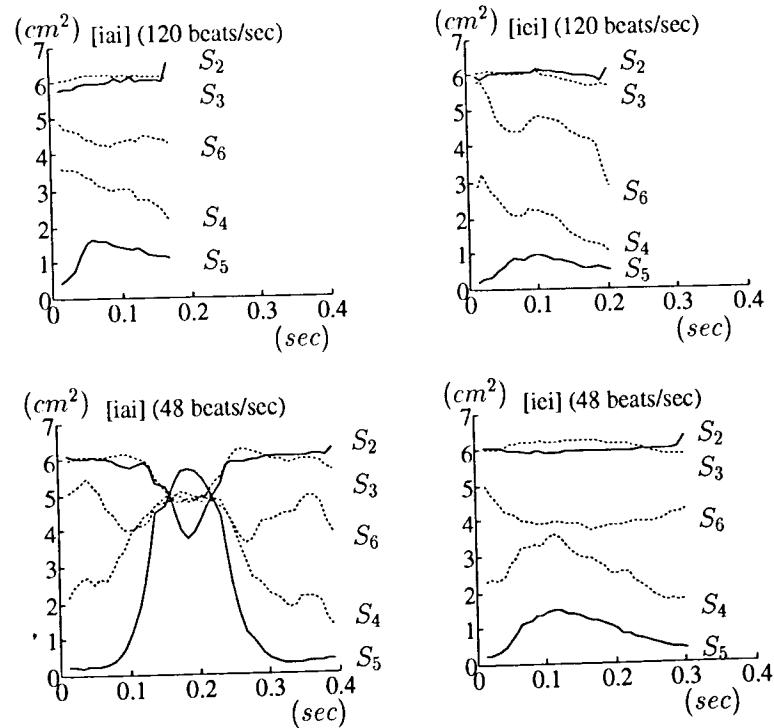 (cm²) [iai] (120 beats/sec)
7
6
5
4
3
2
1
0
0 0.1 0.2 0.3 0.4
(sec)
S₂
S₃
S₆
S₄
S₅
(cm²) [iei] (120 beats/sec)
7
6
5
4
3
2
1
0
0 0.1 0.2 0.3 0.4
(sec)
S₂
S₃
S₆
S₄
S₅
(cm²) [iai] (48 beats/sec)
7
6
5
4
3
2
1
0
0 0.1 0.2 0.3 0.4
(sec)
S₂
S₃
S₆
S₄
S₅
(cm²) [iei] (48 beats/sec)
7
6
5
4
3
2
1
0
0 0.1 0.2 0.3 0.4
(sec)
S₂
S₃
S₆
S₄
S₅